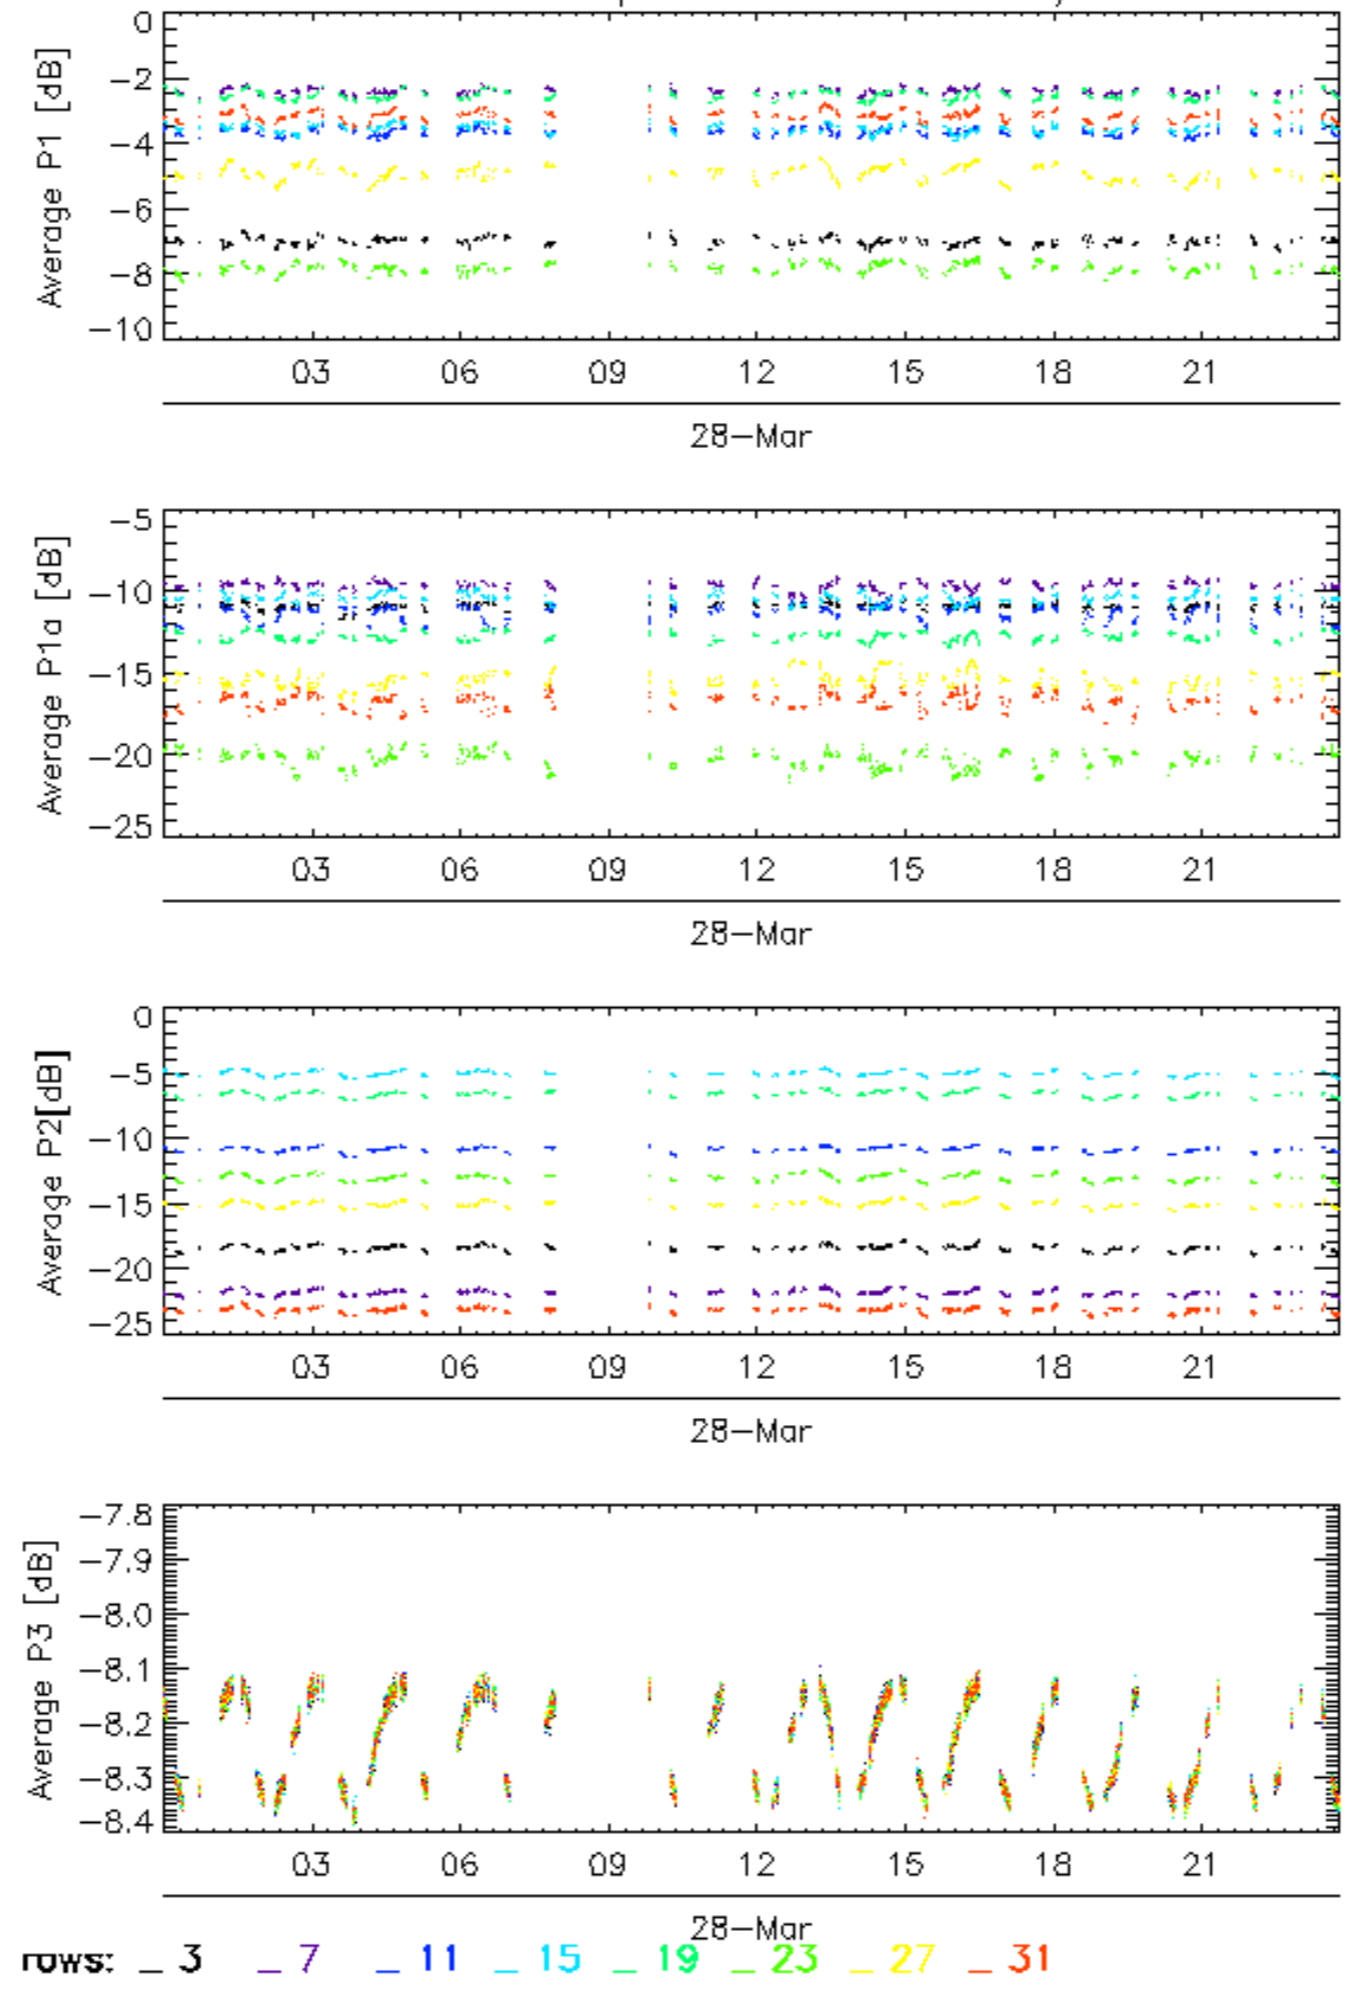 0
−2
−4
−6
−8
−10
Average P1 [dB]
03 06 09 12 15 18 21
28−Mar
−5
−10
−15
−20
−25
Average P1a [dB]
03 06 09 12 15 18 21
28−Mar
0
−5
−10
−15
−20
−25
Average P2[dB]
03 06 09 12 15 18 21
28−Mar
−7.8
−7.9
−8.0
−8.1
−8.2
−8.3
−8.4
Average P3 [dB]
03 06 09 12 15 18 21
28−Mar
rows: _ 3 _ 7 _ 11 _ 15 _ 19 _ 23 _ 27 _ 31